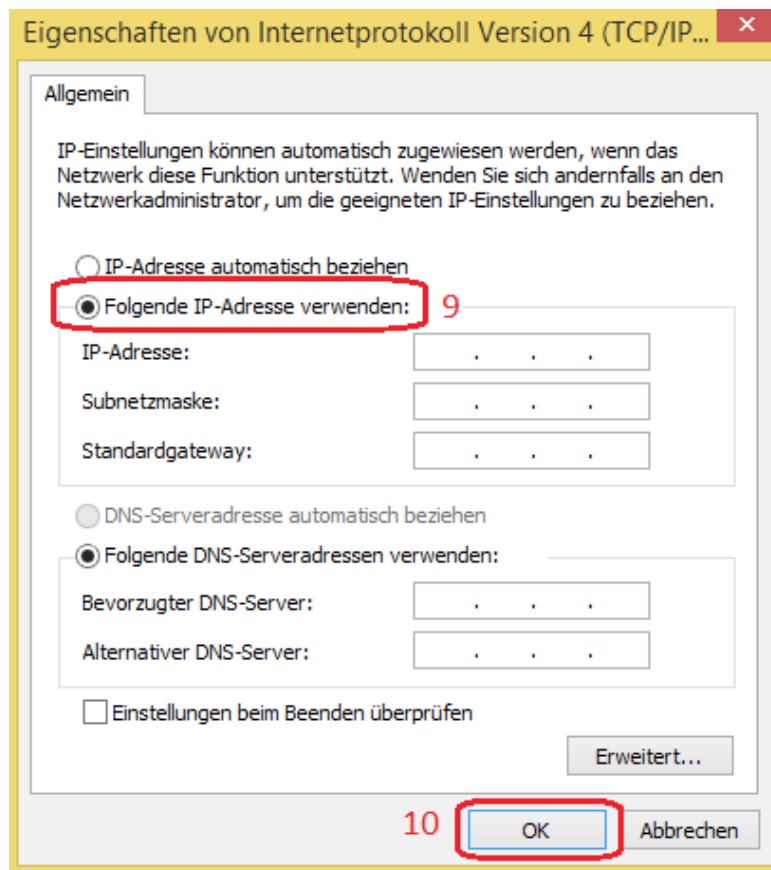 Eigenschaften von Internetprotokoll Version 4 (TCP/IP...
Allgemein
IP-Einstellungen können automatisch zugewiesen werden, wenn das
Netzwerk diese Funktion unterstützt. Wenden Sie sich andernfalls an den
Netzwerkadministrator, um die geeigneten IP-Einstellungen zu beziehen.
IP-Adresse automatisch beziehen
Folgende IP-Adresse verwenden: 9
IP-Adresse: . . .
Subnetzmaske: . . .
Standardgateway: . . .
DNS-Serveradresse automatisch beziehen
Folgende DNS-Serveradressen verwenden:
Bevorzugter DNS-Server: . . .
Alternativer DNS-Server: . . .
Einstellungen beim Beenden überprüfen
Erweitert...
10 OK Abbrechen